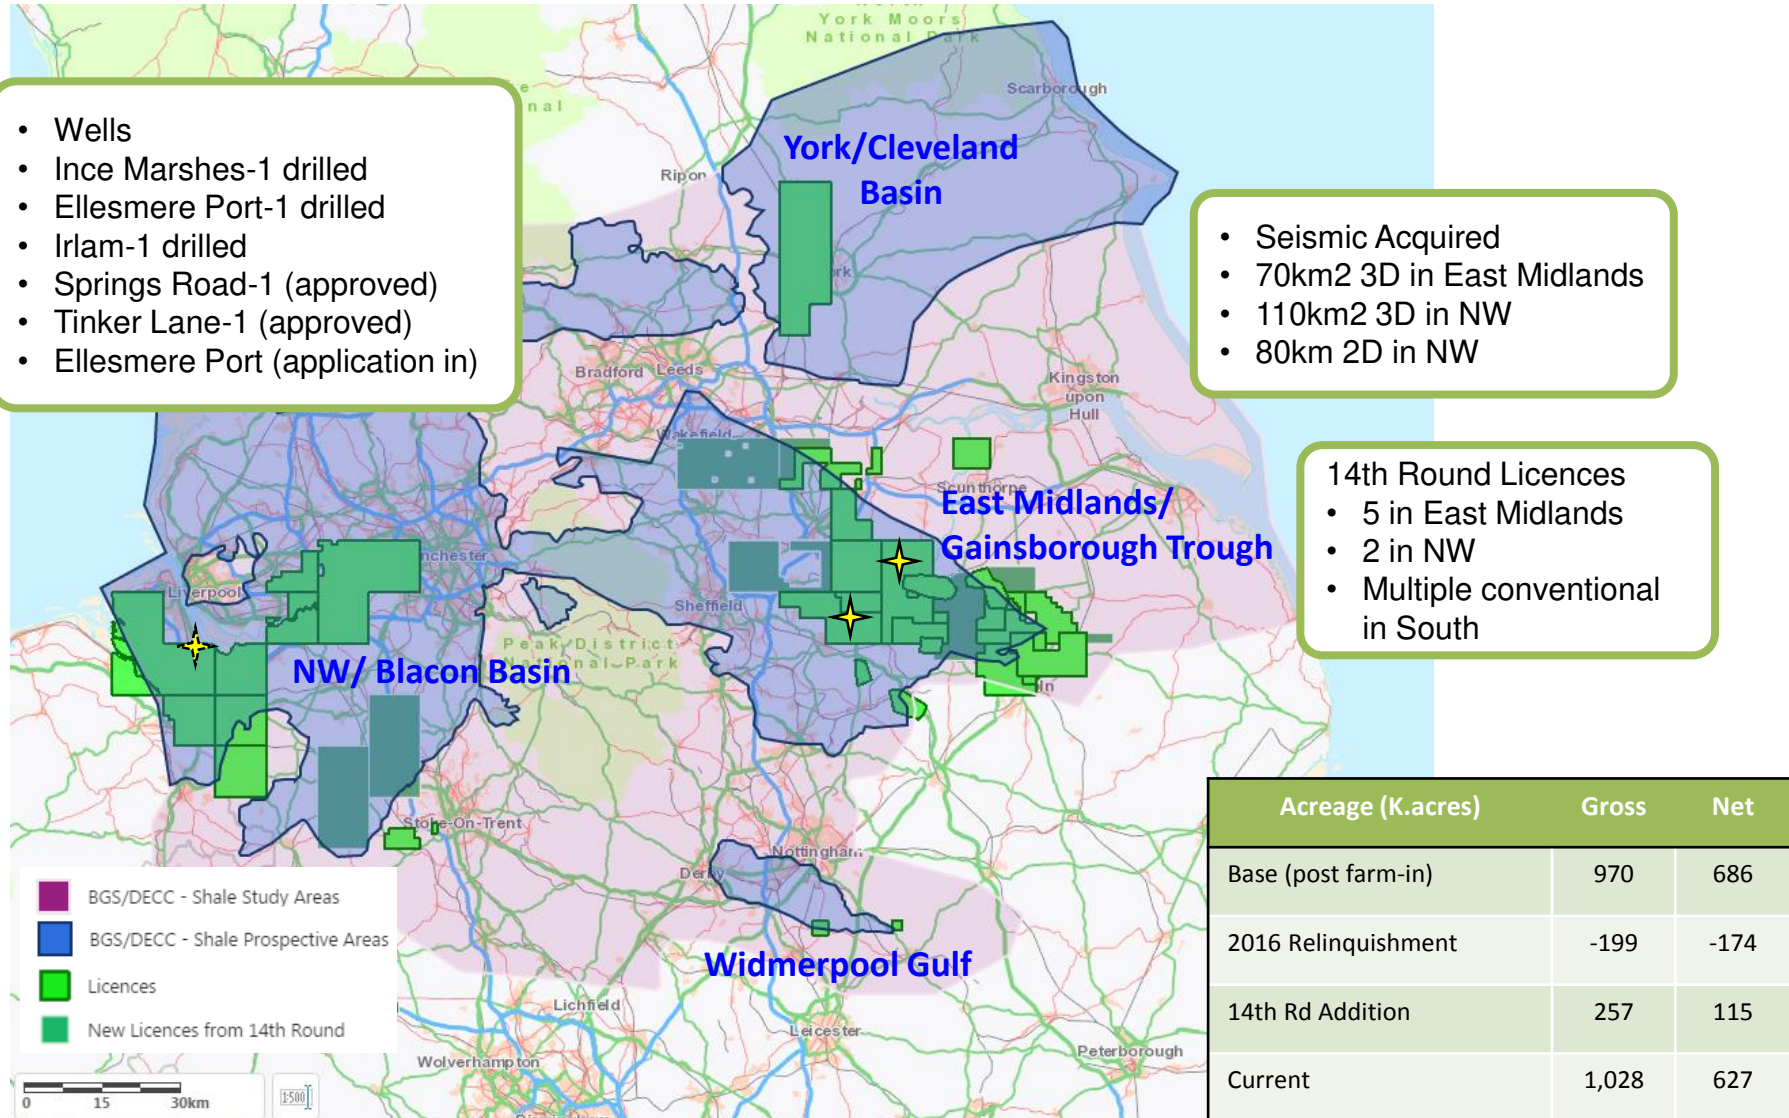 York Moors
National Park
Scarborough
• Wells
• Ince Marshes-1 drilled
• Ellesmere Port-1 drilled
• Irlam-1 drilled
• Springs Road-1 (approved)
• Tinker Lane-1 (approved)
• Ellesmere Port (application in)
York/Cleveland
Basin
Ripon
• Seismic Acquired
• 70km2 3D in East Midlands
• 110km2 3D in NW
• 80km 2D in NW
Bradford
Leeds
Kingston
upon
Hull
Wakefield
14th Round Licences
• 5 in East Midlands
• 2 in NW
• Multiple conventional
in South
Scunthorpe
East Midlands/
Gainsborough Trough
Liverpool
Sheffield
Peak District
National Park
NW/ Blacon Basin
Stoke-On-Trent
Nottingham
Widmerpool Gulf
Lichfield
Leicester
Peterborough
Wolverhampton
BGS/DECC - Shale Study Areas
BGS/DECC - Shale Prospective Areas
Licences
New Licences from 14th Round
0 15 30km
1:500
Acreage (K.acres) Gross Net
Base (post farm-in) 970 686
2016 Relinquishment -199 -174
14th Rd Addition 257 115
Current 1,028 627